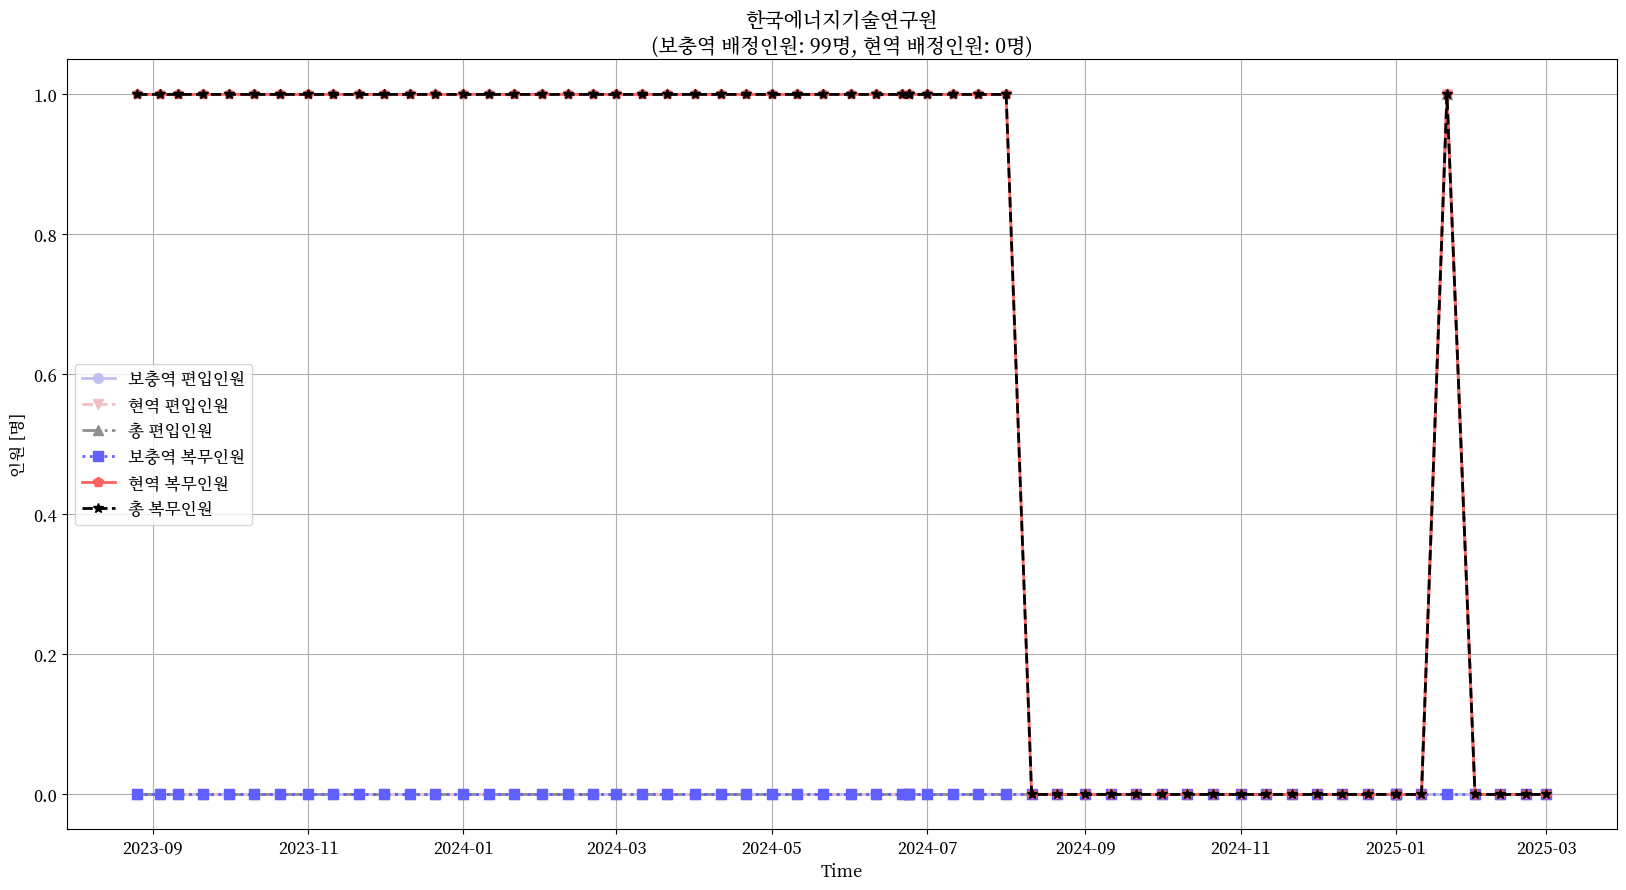 한국에너지기술연구원
(보충역 배정인원: 99명, 현역 배정인원: 0명)
인원 [명]
1.0
0.8
0.6
0.4
0.2
0.0
보충역 편입인원
현역 편입인원
총 편입인원
보충역 복무인원
현역 복무인원
총 복무인원
2023-09
2023-11
2024-01
2024-03
2024-05
2024-07
2024-09
2024-11
2025-01
2025-03
Time